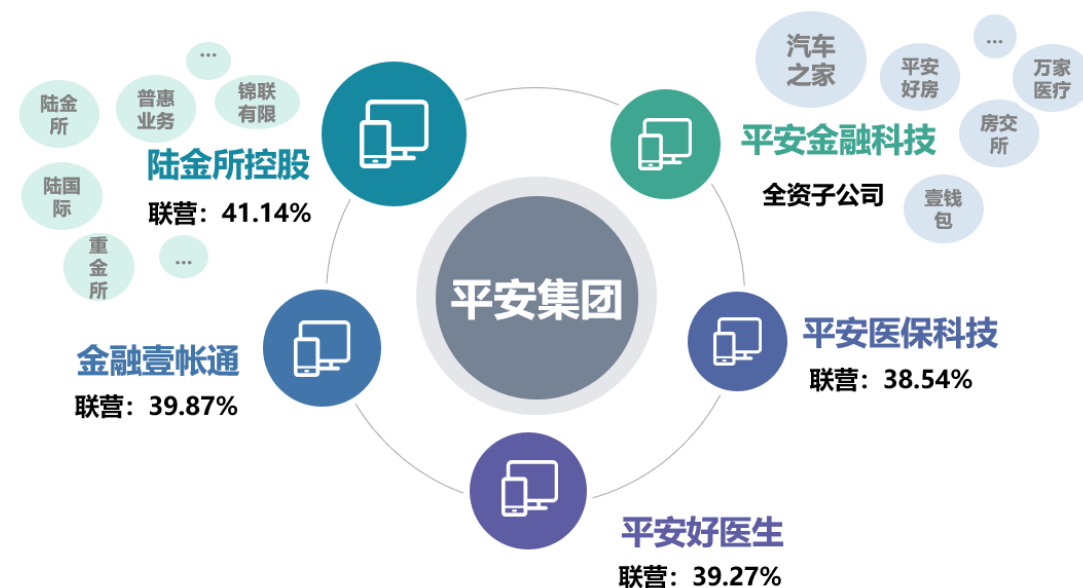 陆金
所
普惠
业务
...
锦联
有限
陆金所控股
联营：41.14%
陆国
际
重
金
所
...
汽车
之家
平安
好房
...
万家
医疗
平安金融科技
房交
所
全资子公司
壹钱
包
平安集团
金融壹帐通
联营：39.87%
平安医保科技
联营：38.54%
平安好医生
联营：39.27%